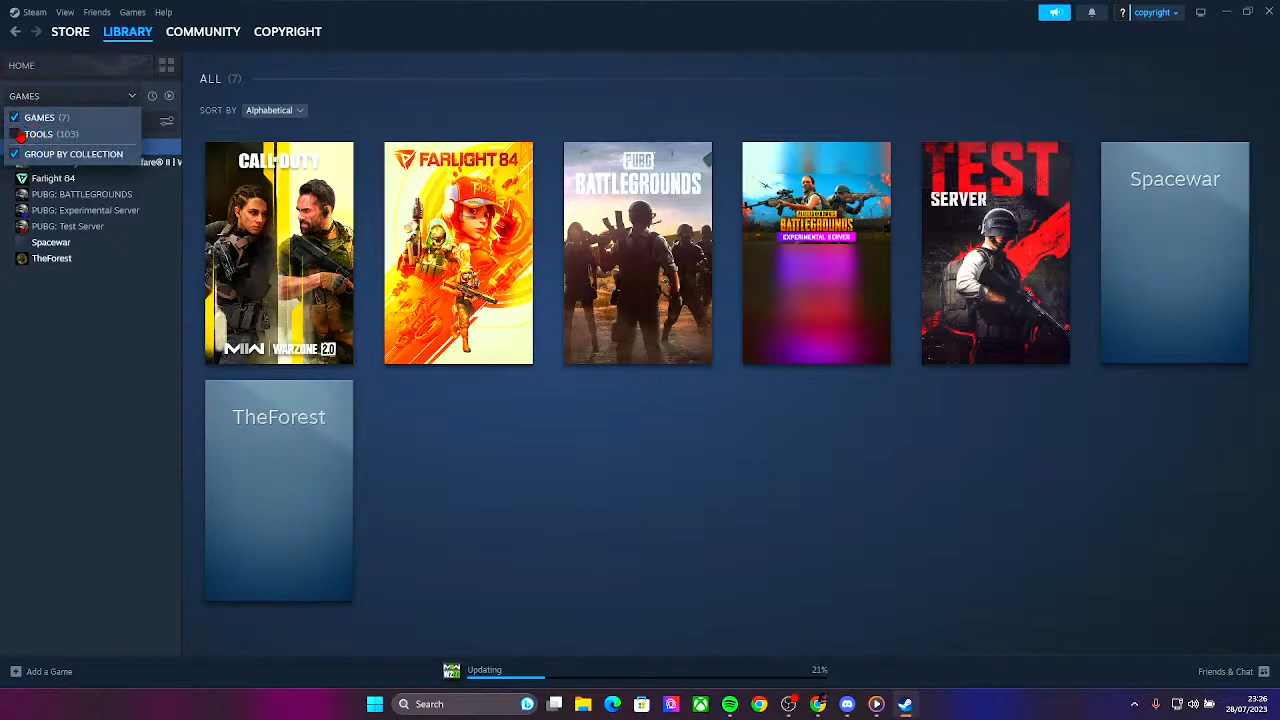 Steam View Friends Games Help
? copyright
STORE LIBRARY COMMUNITY COPYRIGHT
HOME
GAMES
GAMES (7)
TOOLS (103)
GROUP BY COLLECTION
fare® II | W
Farlight 84
PUBG: BATTLEGROUNDS
PUBG: Experimental Server
PUBG: Test Server
Spacewar
TheForest
ALL (7)
SORT BY Alphabetical
CALL OF DUTY
MWII WARZONE 2.0
FARLIGHT 84
PUBG
BATTLEGROUNDS
BATTLEGROUNDS
EXPERIMENTAL SERVER
TEST
SERVER
Spacewar
TheForest
Add a Game
Updating
21%
Friends & Chat
Search
23:26
28/07/2023